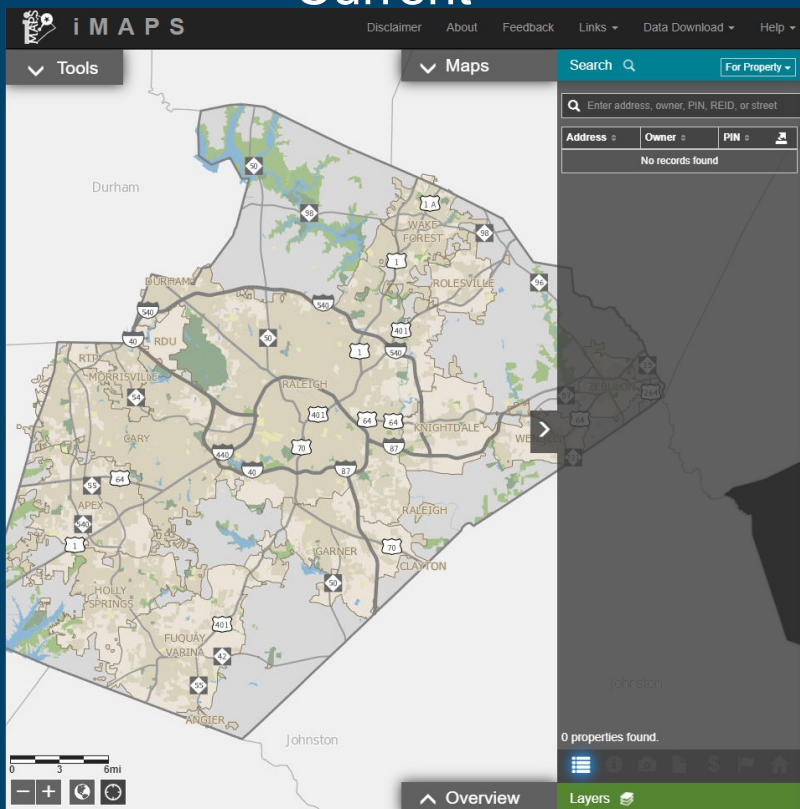 Current
iMAPS
Disclaimer About Feedback Links Data Download Help
Tools
Maps
Search
For Property
Enter address, owner, PIN, REID, or street
Address Owner PIN
No records found
Durham
50
98
1 A
WAKE FOREST
98
1
ROLESVILLE
96
DURHAM
540
540
40
RDU
50
401
1
540
RTP
MORRISVILLE
54
RALEIGH
401
64
64
KNIGHTDALE
ZEBULON
264
64
CARY
70
87
440
40
87
55
64
APEX
540
1
RALEIGH
GARNER
70
CLAYTON
50
HOLLY SPRINGS
401
FUQUAY VARINA
42
55
ANGIER
Johnston
Johnston
0 properties found.
0 3 6mi
Overview
Layers